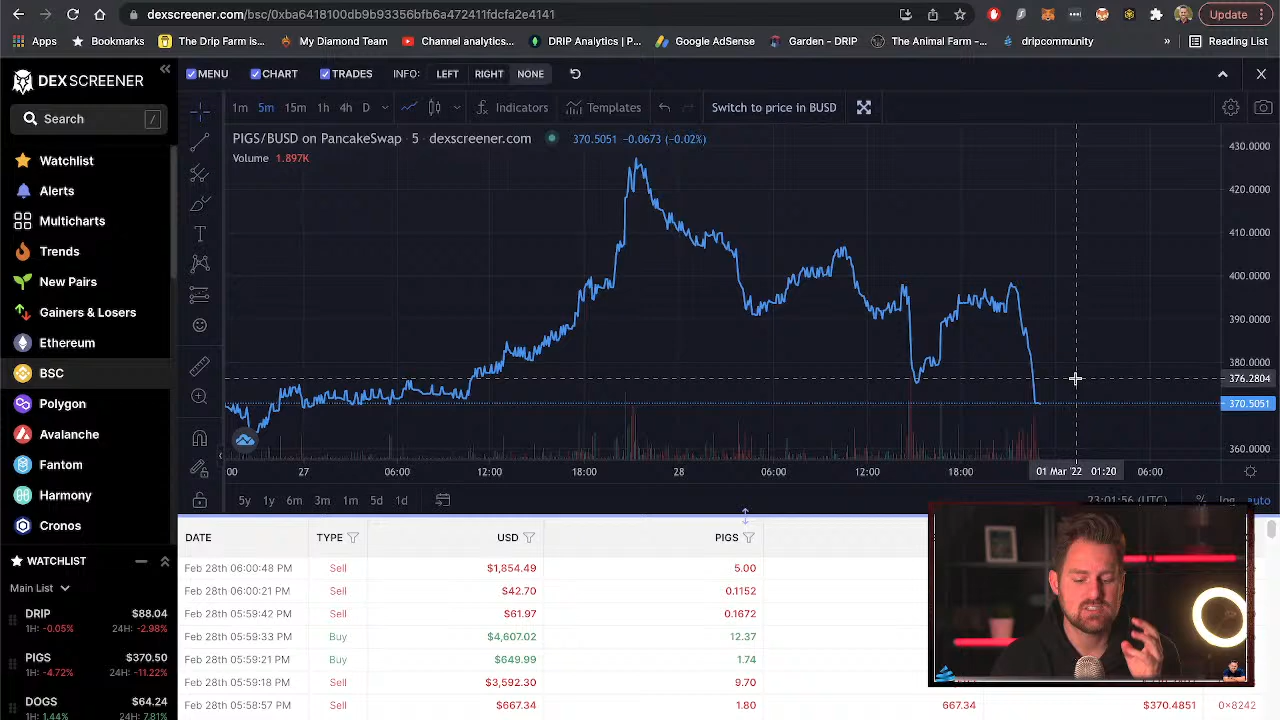 dexscreener.com/bsc/0xba6418100db9b93356bfb6a472411fdcfa2e4141
Update
Apps
Bookmarks
The Drip Farm is...
My Diamond Team
Channel analytics...
DRIP Analytics | P...
Google AdSense
Garden – DRIP
The Animal Farm –...
dripcommunity
»
Reading List
DEX SCREENER
MENU
CHART
TRADES
INFO:
LEFT
RIGHT
NONE
Search
/
1m
5m
15m
1h
4h
D
Indicators
Templates
Switch to price in BUSD
PIGS/BUSD on PancakeSwap · 5 · dexscreener.com
370.5051 −0.0673 (−0.02%)
Volume 1.897K
430.0000
420.0000
410.0000
400.0000
390.0000
380.0000
376.2804
370.5051
360.0000
Watchlist
Alerts
Multicharts
Trends
New Pairs
Gainers & Losers
Ethereum
BSC
Polygon
Avalanche
Fantom
Harmony
Cronos
:00
27
06:00
12:00
18:00
28
06:00
12:00
18:00
01 Mar '22 01:20
06:00
5y
1y
6m
3m
1m
5d
1d
23:01:56 (UTC)
%
log
auto
WATCHLIST
Main List
DRIP $88.04
1H: -0.05% 24H: -2.98%
PIGS $370.50
1H: -4.72% 24H: -11.22%
DOGS $64.24
1H: 1.44% 24H: 7.81%
DATE TYPE USD PIGS
Feb 28th 06:00:48 PM Sell $1,854.49 5.00
Feb 28th 06:00:21 PM Sell $42.70 0.1152
Feb 28th 05:59:42 PM Sell $61.97 0.1672
Feb 28th 05:59:33 PM Buy $4,607.02 12.37
Feb 28th 05:59:21 PM Buy $649.99 1.74
Feb 28th 05:59:18 PM Sell $3,592.30 9.70
Feb 28th 05:58:57 PM Sell $667.34 1.80 667.34 $370.4851 0×8242